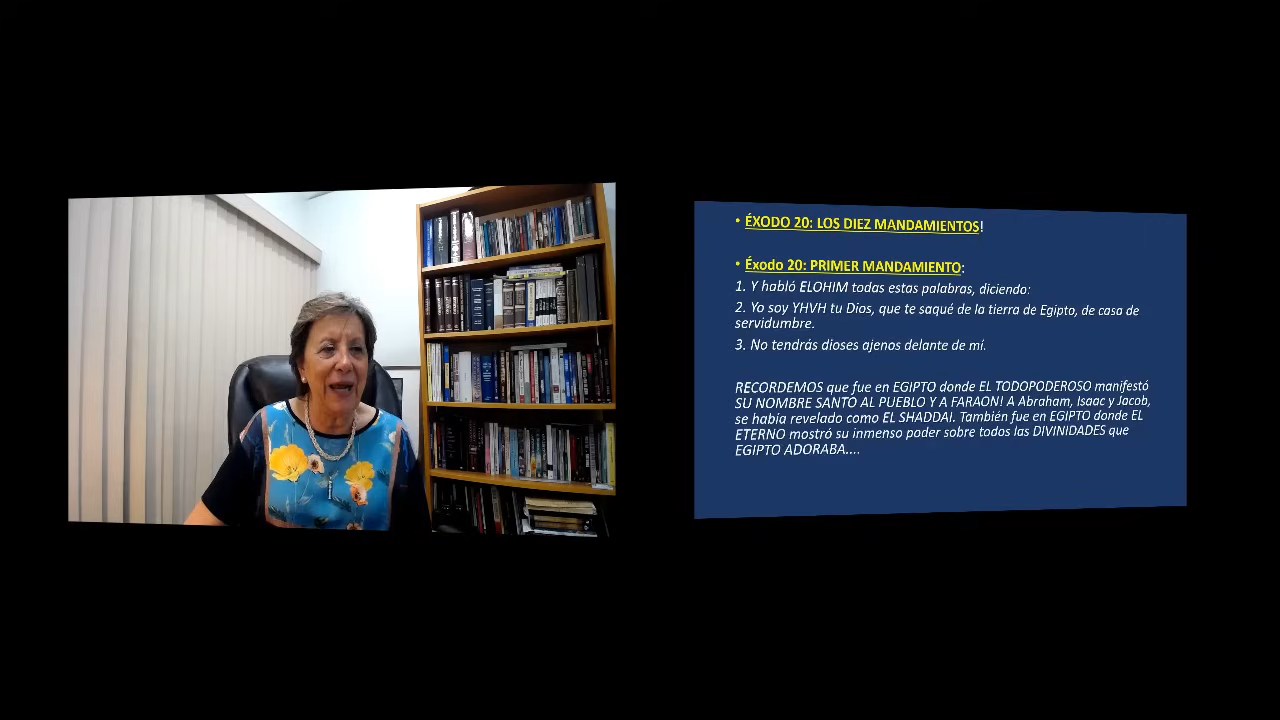 • ÉXODO 20: LOS DIEZ MANDAMIENTOS!
• Éxodo 20: PRIMER MANDAMIENTO:
1. Y habló ELOHIM todas estas palabras, diciendo:
2. Yo soy YHVH tu Dios, que te saqué de la tierra de Egipto, de casa de
servidumbre.
3. No tendrás dioses ajenos delante de mí.
RECORDEMOS que fue en EGIPTO donde EL TODOPODEROSO manifestó
SU NOMBRE SANTO AL PUEBLO Y A FARAON! A Abraham, Isaac y Jacob,
se había revelado como EL SHADDAI. También fue en EGIPTO donde EL
ETERNO mostró su inmenso poder sobre todos las DIVINIDADES que
EGIPTO ADORABA....